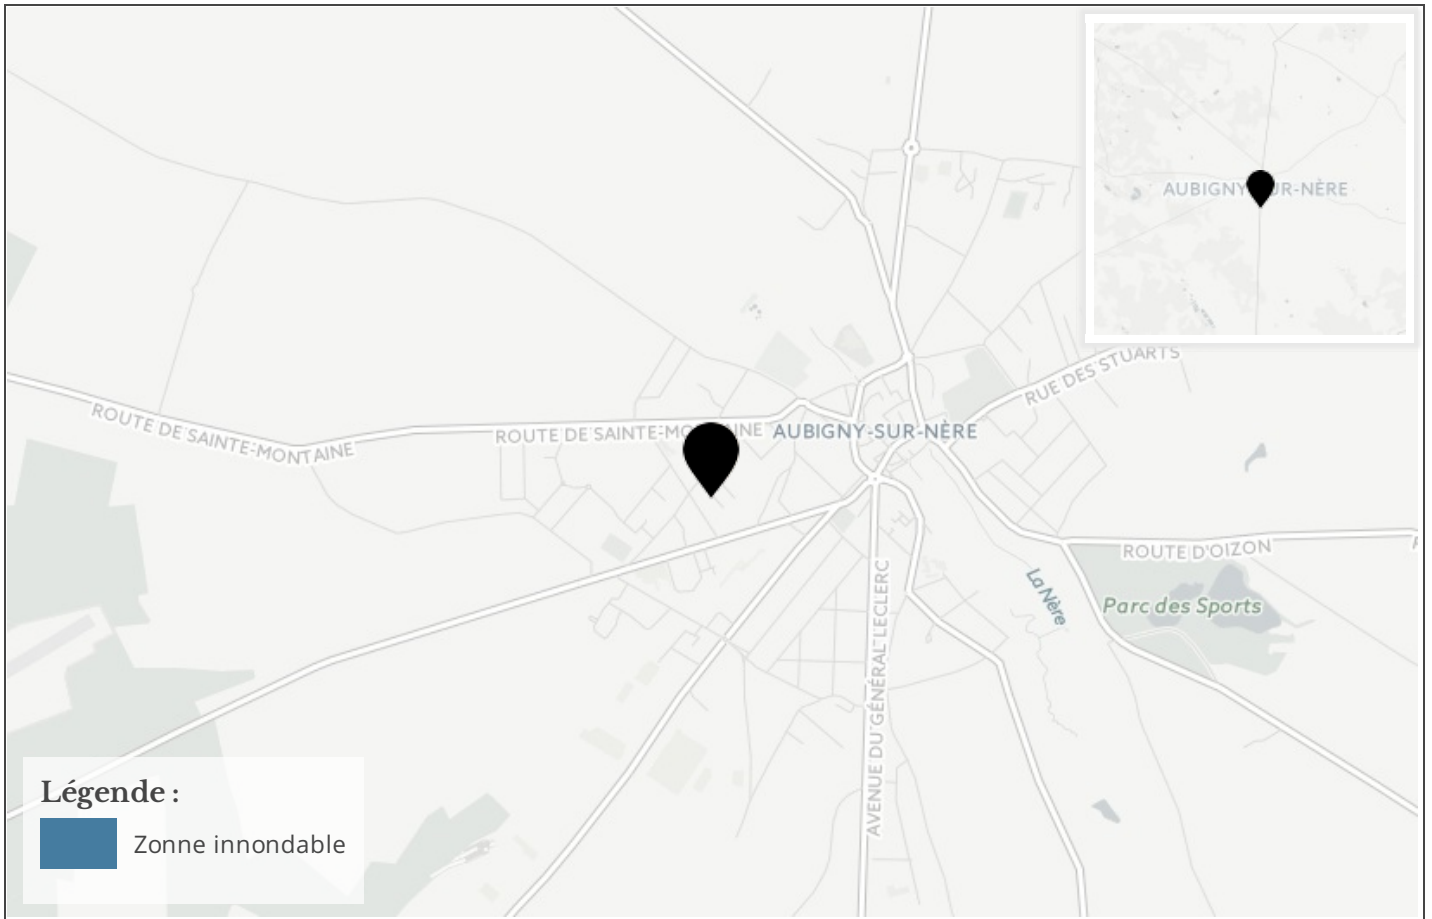 AUBIGNY-SUR-NÈRE
RUE DES STUARTS
ROUTE DE SAINTE-MONTAINE
ROUTE DE SAINTE-MO INE
AUBIGNY-SUR-NÈRE
ROUTE D'OIZON
La Nère
Parc des Sports
AVENUE DU GÉNÉRAL LECLERC
Légende :
Zonne innondable